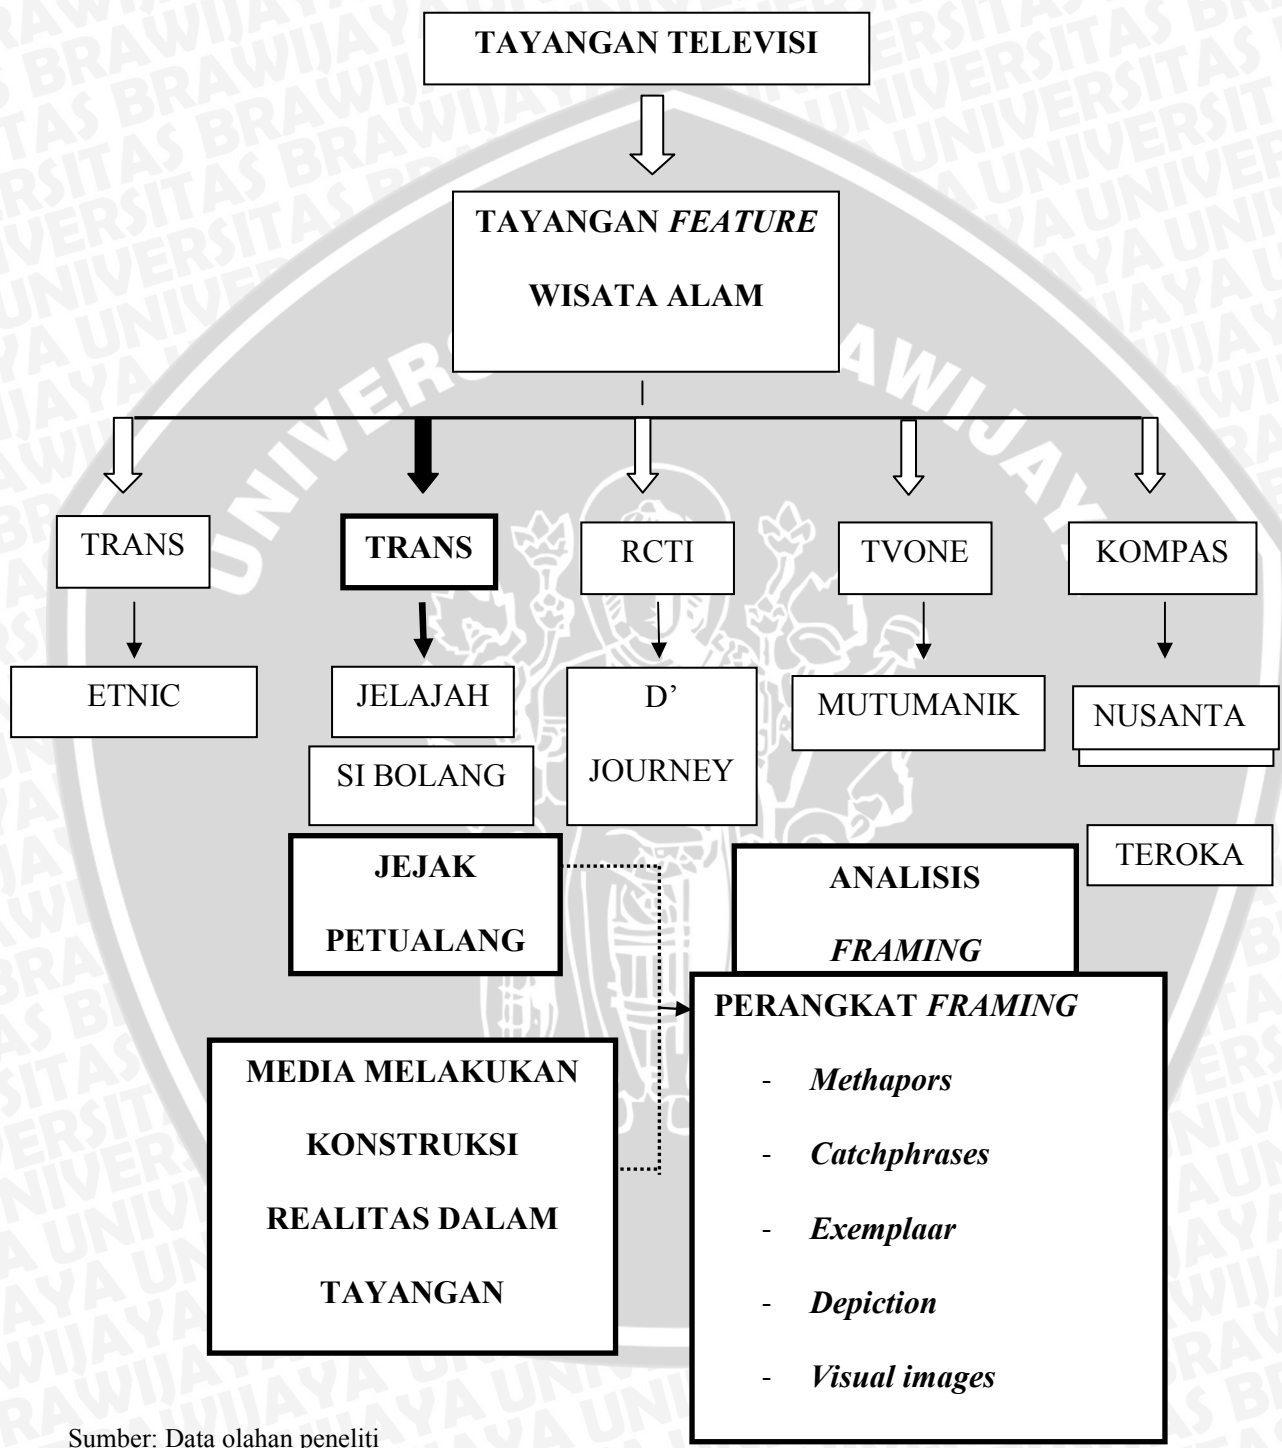 TAYANGAN TELEVISI
TAYANGAN FEATURE
WISATA ALAM
TRANS
TRANS
RCTI
TVONE
KOMPAS
ETNIC
JELAJAH
D’
JOURNEY
MUTUMANIK
NUSANTA
SI BOLANG
TEROKA
JEJAK
PETUALANG
ANALISIS
FRAMING
PERANGKAT FRAMING
- Methapors
- Catchphrases
- Exemplaar
- Depiction
- Visual images
MEDIA MELAKUKAN
KONSTRUKSI
REALITAS DALAM
TAYANGAN
Sumber: Data olahan peneliti